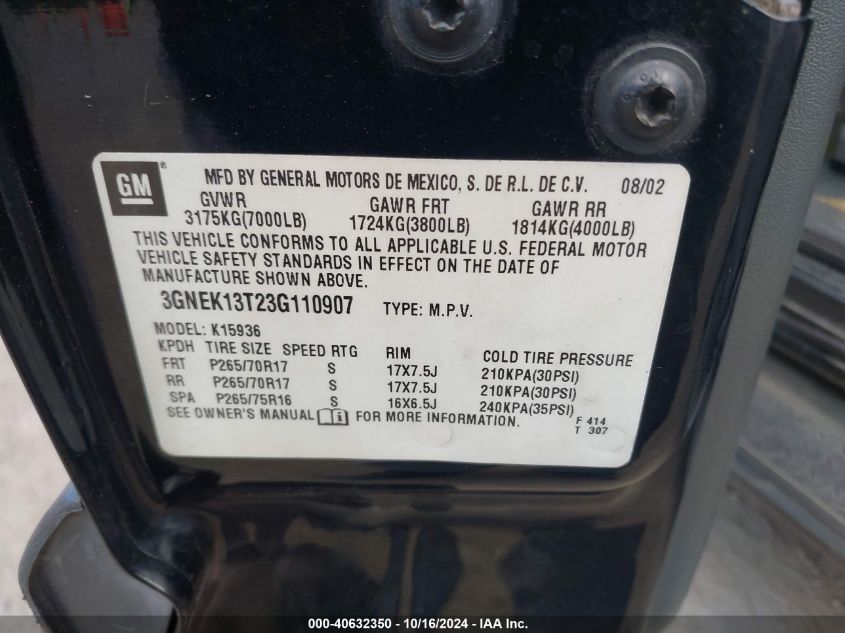 GM ® MFD BY GENERAL MOTORS DE MEXICO, S. DE R.L. DE C.V. 08/02
GVWR GAWR FRT GAWR RR
3175KG(7000LB) 1724KG(3800LB) 1814KG(4000LB)
THIS VEHICLE CONFORMS TO ALL APPLICABLE U.S. FEDERAL MOTOR
VEHICLE SAFETY STANDARDS IN EFFECT ON THE DATE OF
MANUFACTURE SHOWN ABOVE.
3GNEK13T23G110907 TYPE: M.P.V.
MODEL: K15936
KPDH TIRE SIZE SPEED RTG RIM COLD TIRE PRESSURE
FRT P265/70R17 S 17X7.5J 210KPA(30PSI)
RR P265/70R17 S 17X7.5J 210KPA(30PSI)
SPA P265/75R16 S 16X6.5J 240KPA(35PSI)
SEE OWNER'S MANUAL FOR MORE INFORMATION. F 414
T 307
000-40632350 / 10/16/2024 / © IAA Inc.